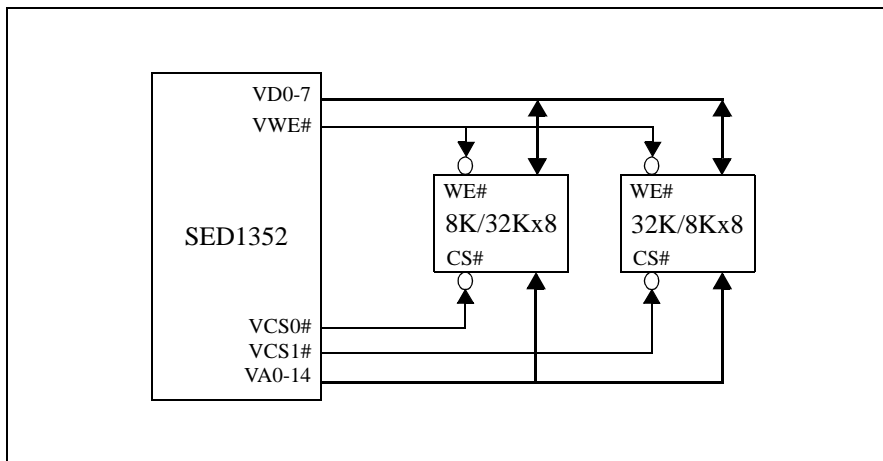 VD0-7
VWE#
SED1352
VCS0#
VCS1#
VA0-14
WE#
8K/32Kx8
CS#
WE#
32K/8Kx8
CS#